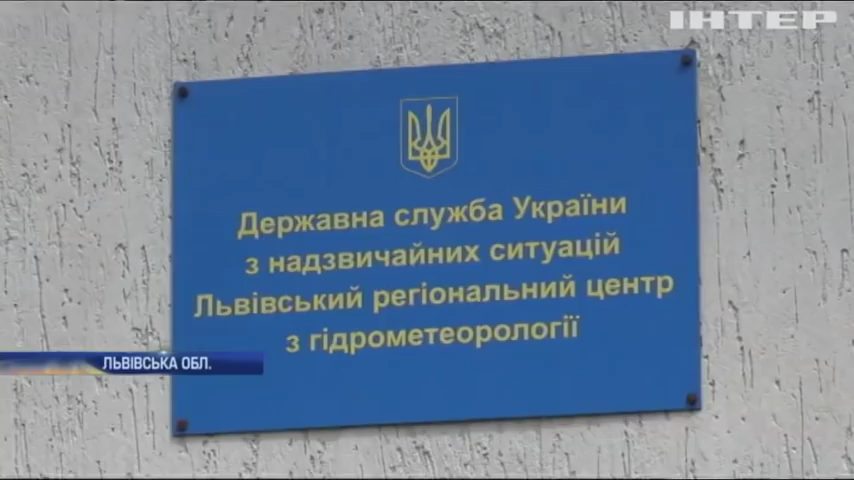 ІНТЕР
Державна служба України
з надзвичайних ситуацій
Львівський регіональний центр
з гідрометеорології
ЛЬВІВСЬКА ОБЛ.